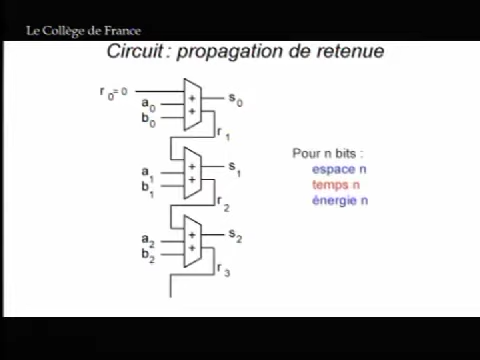 Le Collège de France
Circuit : propagation de retenue
r0=0
a0
b0
+
+
s0
r1
a1
b1
+
+
s1
r2
a2
b2
+
+
s2
r3
Pour n bits :
espace n
temps n
énergie n